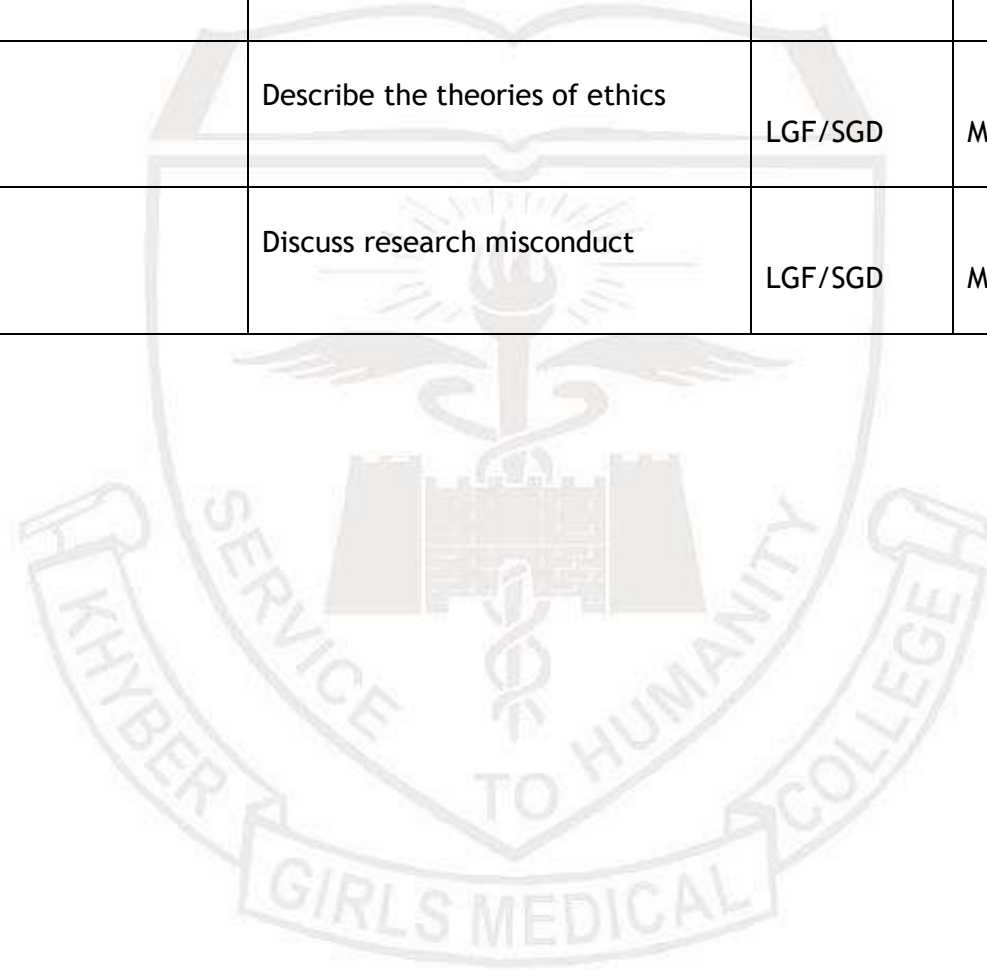 Describe the theories of ethics
LGF/SGD
M
Discuss research misconduct
LGF/SGD
M
SERVICE TO HUMANITY
KHYBER GIRLS MEDICAL COLLEGE